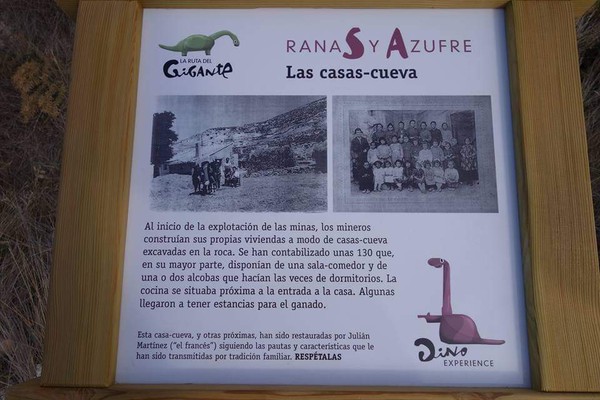 LA RUTA DEL
GiGANTE
RANAS Y AZUFRE
Las casas-cueva
Al inicio de la explotación de las minas, los mineros
construían sus propias viviendas a modo de casas-cueva
excavadas en la roca. Se han contabilizado unas 130 que,
en su mayor parte, disponían de una sala-comedor y de
una o dos alcobas que hacían las veces de dormitorios. La
cocina se situaba próxima a la entrada a la casa. Algunas
llegaron a tener estancias para el ganado.
Esta casa-cueva, y otras próximas, han sido restauradas por Julián
Martínez ("el francés") siguiendo las pautas y características que le
han sido transmitidas por tradición familiar. RESPÉTALAS
Dino
EXPERIENCE